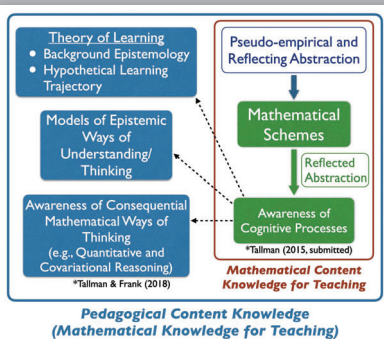 Theory of Learning
• Background Epistemology
• Hypothetical Learning
Trajectory
Models of Epistemic
Ways of
Understanding/
Thinking
Awareness of Consequential
Mathematical Ways of
Thinking
(e.g., Quantitative and
Covariational Reasoning)
*Tallman & Frank (2018)
Pseudo-empirical and
Reflecting Abstraction
Mathematical
Schemes
Reflected
Abstraction
Awareness of
Cognitive Processes
*Tallman (2015, submitted)
Mathematical Content
Knowledge for Teaching
Pedagogical Content Knowledge
(Mathematical Knowledge for Teaching)